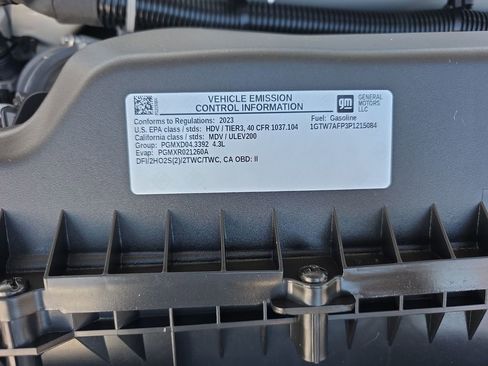 VEHICLE EMISSION
CONTROL INFORMATION
gm
GENERAL
MOTORS
LLC
Conforms to Regulations: 2023
Fuel: Gasoline
U.S. EPA class / stds: HDV / TIER3, 40 CFR 1037.104
1GTW7AFP3P1215084
California class / stds: MDV / ULEV200
Group: PGMXD04.3392 4.3L
Evap: PGMXR021260A
DFI/2HO2S(2)/2TWC/TWC, CA OBD: II